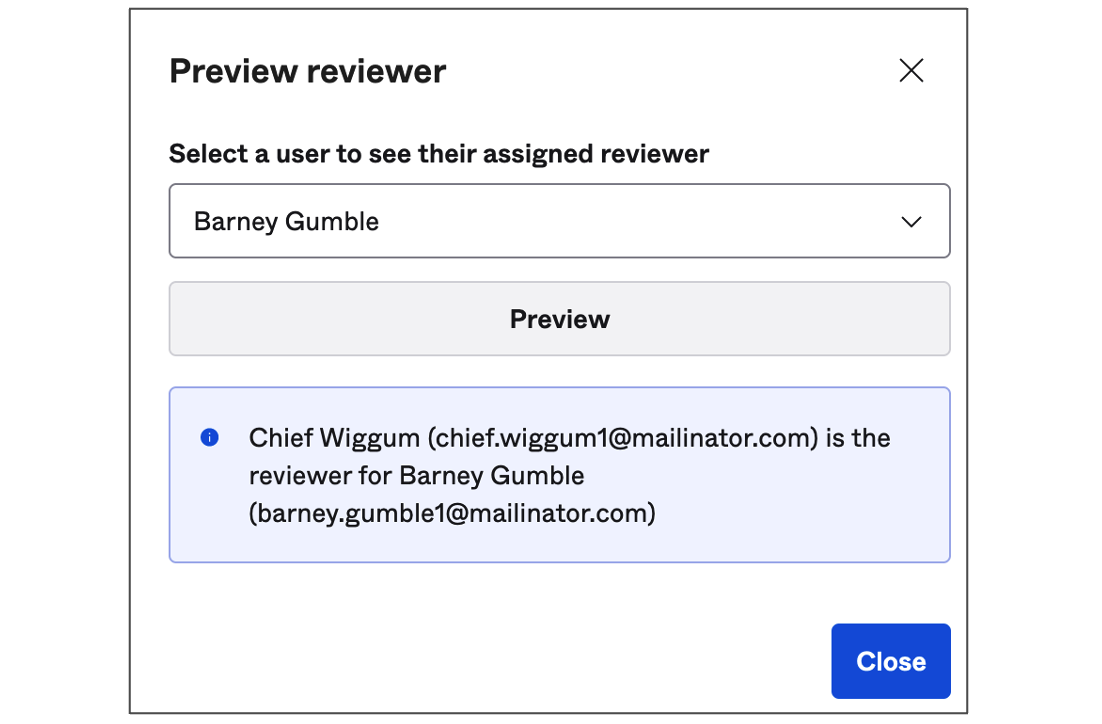 Preview reviewer
Select a user to see their assigned reviewer
Barney Gumble
Preview
Chief Wiggum (chief.wiggum1@mailinator.com) is the
reviewer for Barney Gumble
(barney.gumble1@mailinator.com)
Close